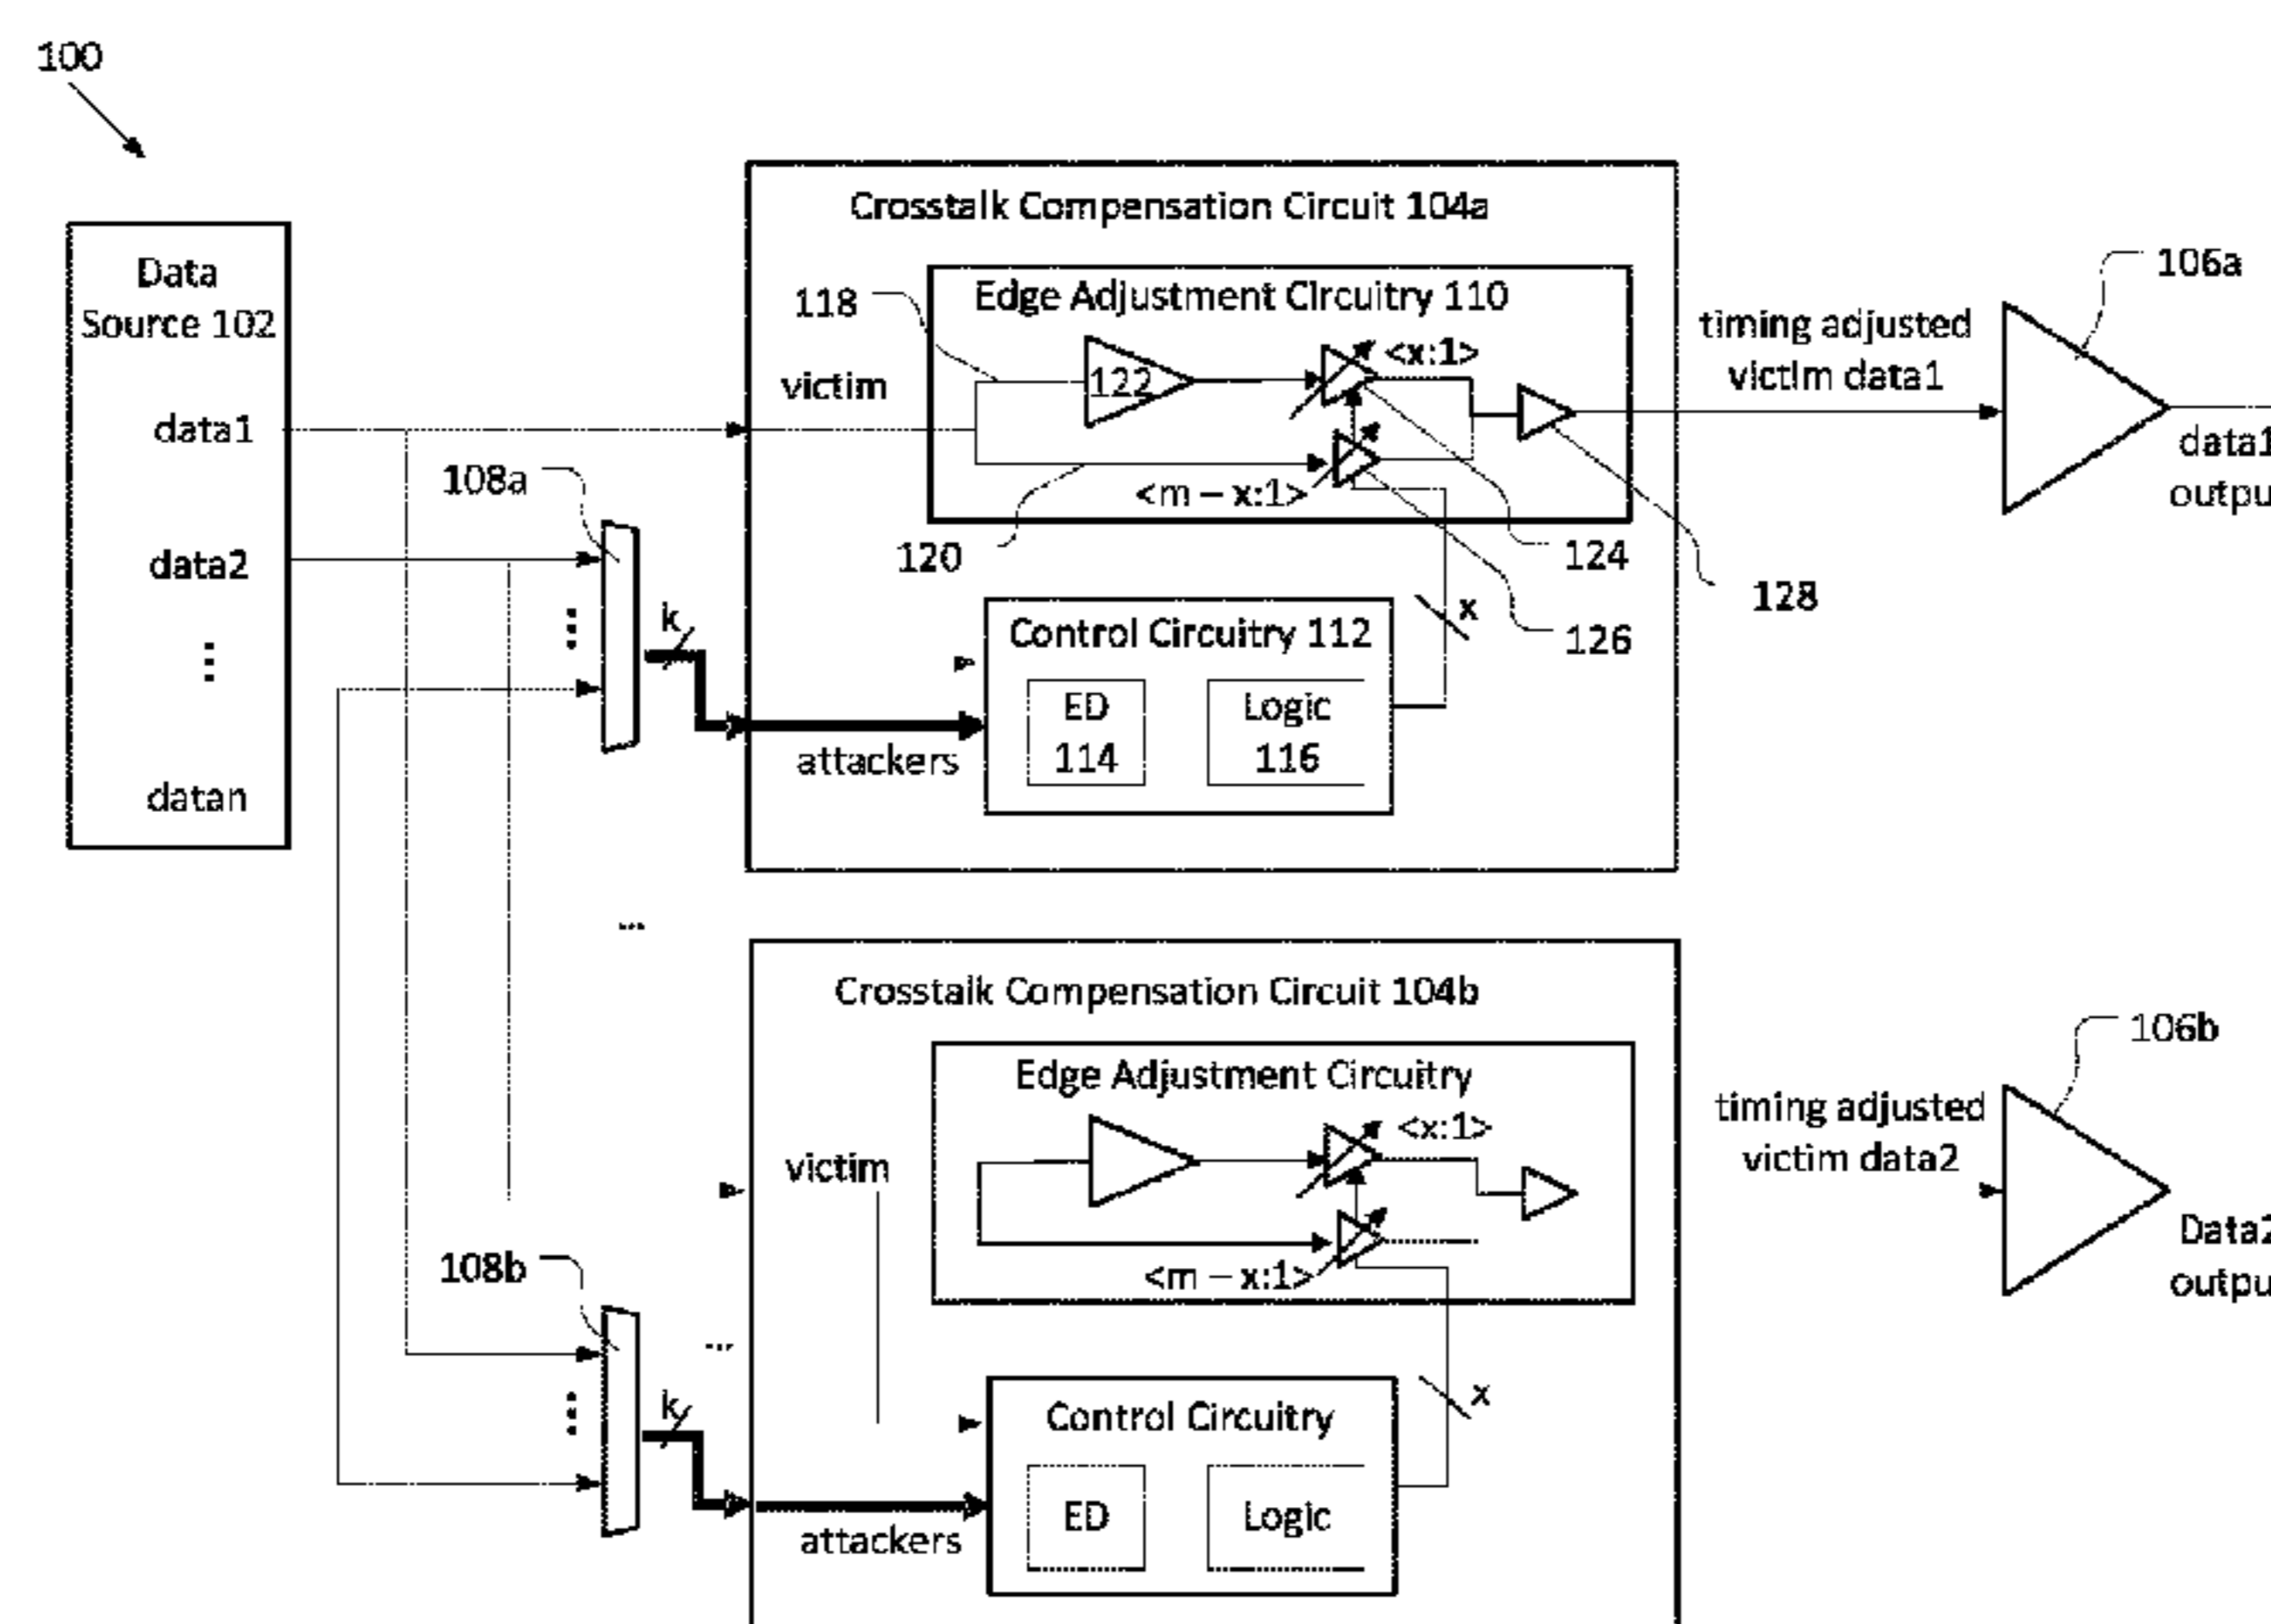 100
Data
Source 102
data1
data2
⋮
datan
108a
k
victim
attackers
Crosstalk Compensation Circuit 104a
Edge Adjustment Circuitry 110
118
122
<x:1>
<m – x:1>
120
124
126
128
x
Control Circuitry 112
ED
114
Logic
116
timing adjusted
victim data1
106a
data1
outpu
...
108b
k
...
victim
attackers
Crosstalk Compensation Circuit 104b
Edge Adjustment Circuitry
<x:1>
<m – x:1>
x
Control Circuitry
ED
Logic
timing adjusted
victim data2
106b
Data2
outpu